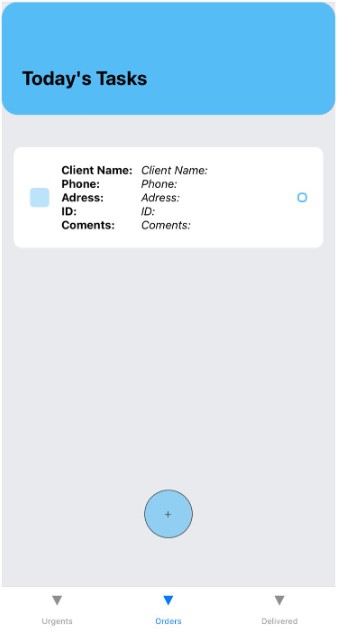 Today's Tasks
Client Name: Client Name:
Phone: Phone:
Adress: Adress:
ID: ID:
Coments: Coments:
+
Urgents Orders Delivered